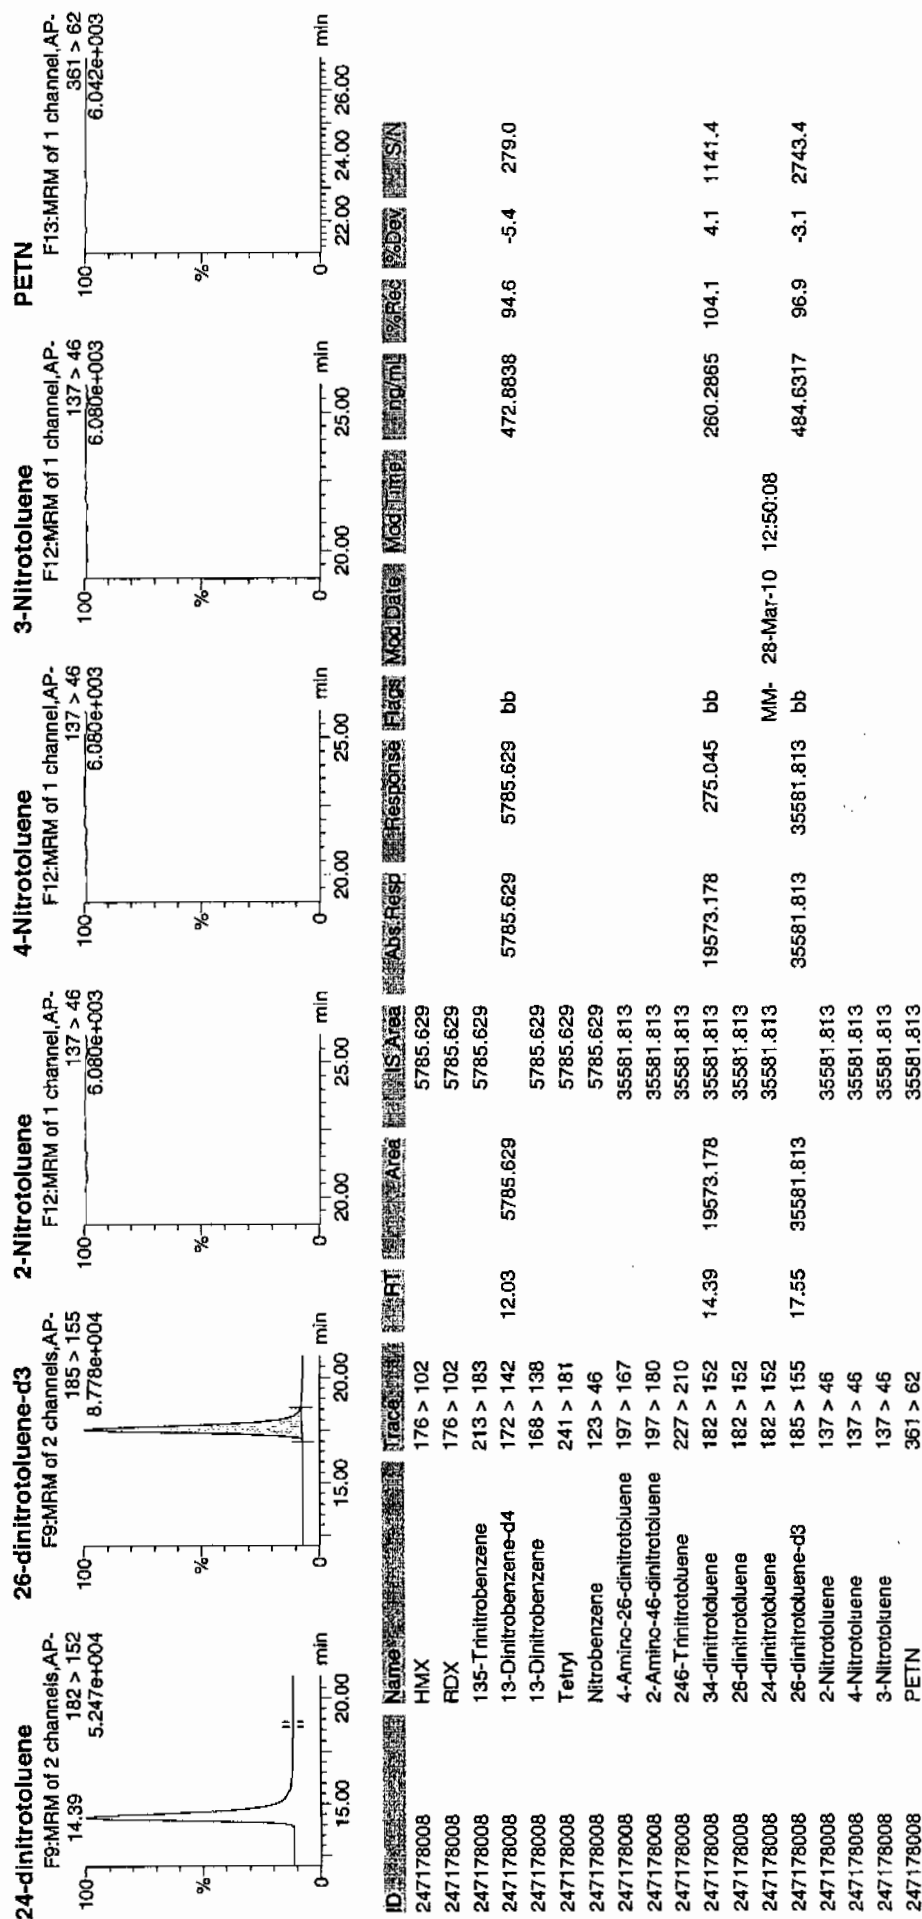 24-dinitrotoluene
F9:MRM of 2 channels,AP-
14.39 182 > 152
5.247e+004
100
%
0
15.00 20.00 min
26-dinitrotoluene-d3
F9:MRM of 2 channels,AP-
185 > 155
8.778e+004
100
%
0
15.00 20.00 min
2-Nitrotoluene
F12:MRM of 1 channel,AP-
137 > 46
6.080e+003
100
%
0
20.00 25.00 min
4-Nitrotoluene
F12:MRM of 1 channel,AP-
137 > 46
6.080e+003
100
%
0
20.00 25.00 min
3-Nitrotoluene
F12:MRM of 1 channel,AP-
137 > 46
6.080e+003
100
%
0
20.00 25.00 min
PETN
F13:MRM of 1 channel,AP-
361 > 62
6.042e+003
100
%
0
22.00 24.00 26.00 min
ID Name Trace RT Area IS Area Abs.Resp Response Flags Mod.Date Mod.Time ng/mL %Rec %Dev S/N
247178008 HMX 176 > 102 5785.629
247178008 RDX 176 > 102 5785.629
247178008 135-Trinitrobenzene 213 > 183 5785.629
247178008 13-Dinitrobenzene-d4 172 > 142 12.03 5785.629 5785.629 5785.629 bb 472.8838 94.6 -5.4 279.0
247178008 13-Dinitrobenzene 168 > 138 5785.629
247178008 Tetryl 241 > 181 5785.629
247178008 Nitrobenzene 123 > 46 5785.629
247178008 4-Amino-26-dinitrotoluene 197 > 167 35581.813
247178008 2-Amino-46-dinitrotoluene 197 > 180 35581.813
247178008 246-Trinitrotoluene 227 > 210 35581.813
247178008 34-dinitrotoluene 182 > 152 14.39 19573.178 35581.813 19573.178 275.045 bb 260.2865 104.1 4.1 1141.4
247178008 26-dinitrotoluene 182 > 152 35581.813
247178008 24-dinitrotoluene 182 > 152 35581.813 MM- 28-Mar-10 12:50:08
247178008 26-dinitrotoluene-d3 185 > 155 17.55 35581.813 35581.813 35581.813 bb 484.6317 96.9 -3.1 2743.4
247178008 2-Nitrotoluene 137 > 46 35581.813
247178008 4-Nitrotoluene 137 > 46 35581.813
247178008 3-Nitrotoluene 137 > 46 35581.813
247178008 PETN 361 > 62 35581.813